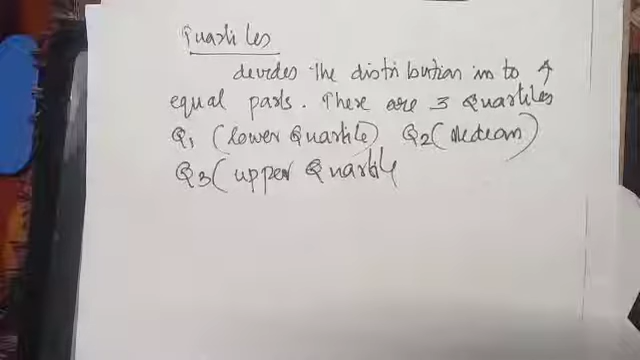 Quartiles
devides the distribution in to 4
equal parts. There are 3 Quartiles
Q1 (lower Quartile) Q2 (Median)
Q3 (upper Quartile